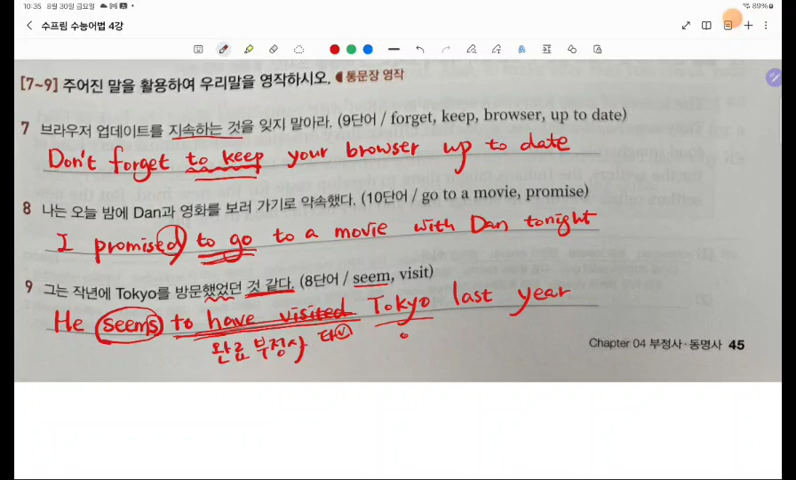 10:35 8월 30일 금요일
89%
수프림 수능어법 4강
[7~9] 주어진 말을 활용하여 우리말을 영작하시오. 통문장 영작
7 브라우저 업데이트를 지속하는 것을 잊지 말아라. (9단어 / forget, keep, browser, up to date)
Don't forget to keep your browser up to date
8 나는 오늘 밤에 Dan과 영화를 보러 가기로 약속했다. (10단어 / go to a movie, promise)
I promised to go to a movie with Dan tonight
9 그는 작년에 Tokyo를 방문했었던 것 같다. (8단어 / seem, visit)
He seems to have visited Tokyo last year
완료 부정사
Chapter 04 부정사·동명사 45